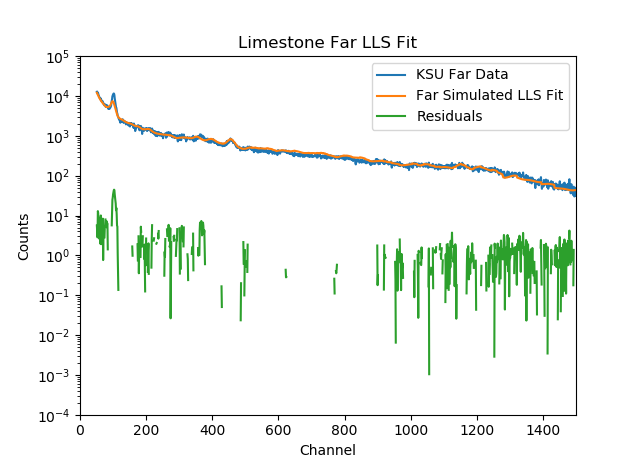 Limestone Far LLS Fit
KSU Far Data
Far Simulated LLS Fit
Residuals
Counts
10^5
10^4
10^3
10^2
10^1
10^0
10^-1
10^-2
10^-3
10^-4
0 200 400 600 800 1000 1200 1400
Channel